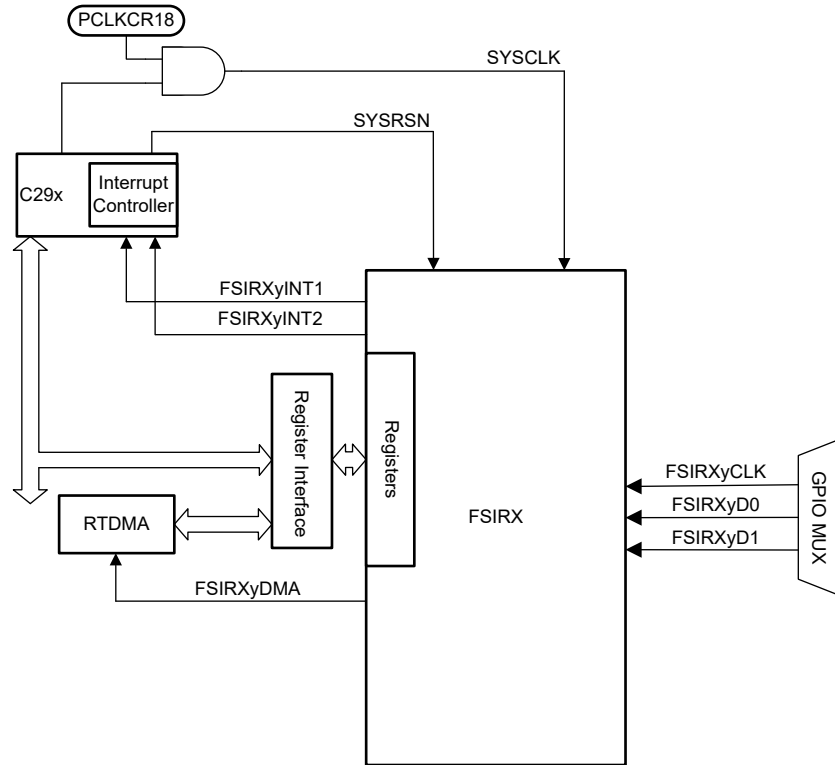 PCLKCR18
SYSCLK
SYSRSN
C29x
Interrupt
Controller
FSIRXyINT1
FSIRXyINT2
Register Interface
Registers
FSIRXyCLK
FSIRXyD0
FSIRXyD1
GPIO MUX
FSIRX
RTDMA
FSIRXyDMA